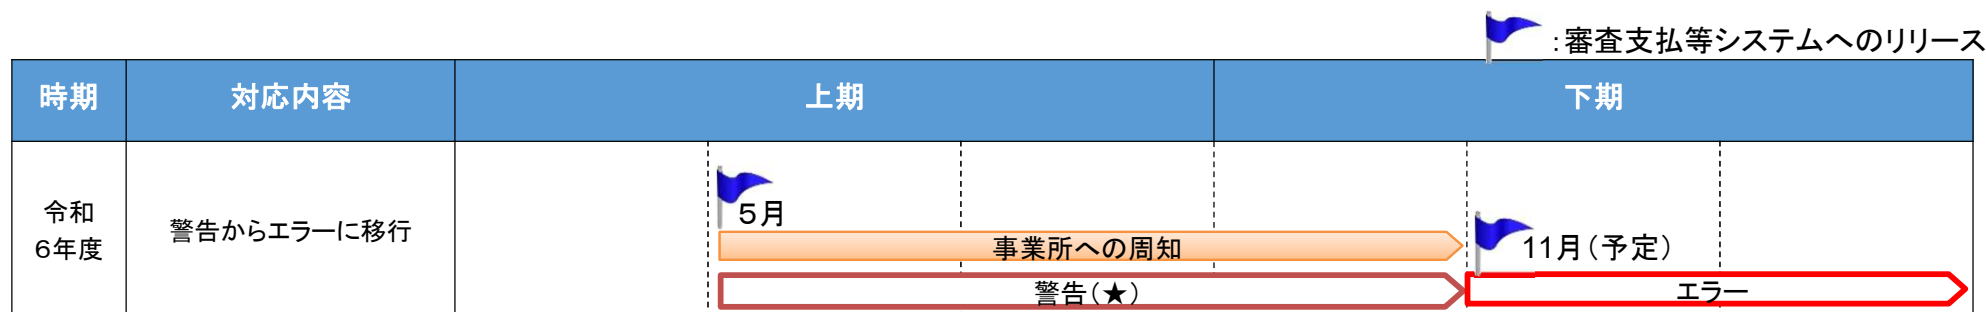 :審査支払等システムへのリリース
時期
対応内容
上期
下期
令和
6年度
警告からエラーに移行
5月
事業所への周知
11月(予定)
警告(★)
エラー